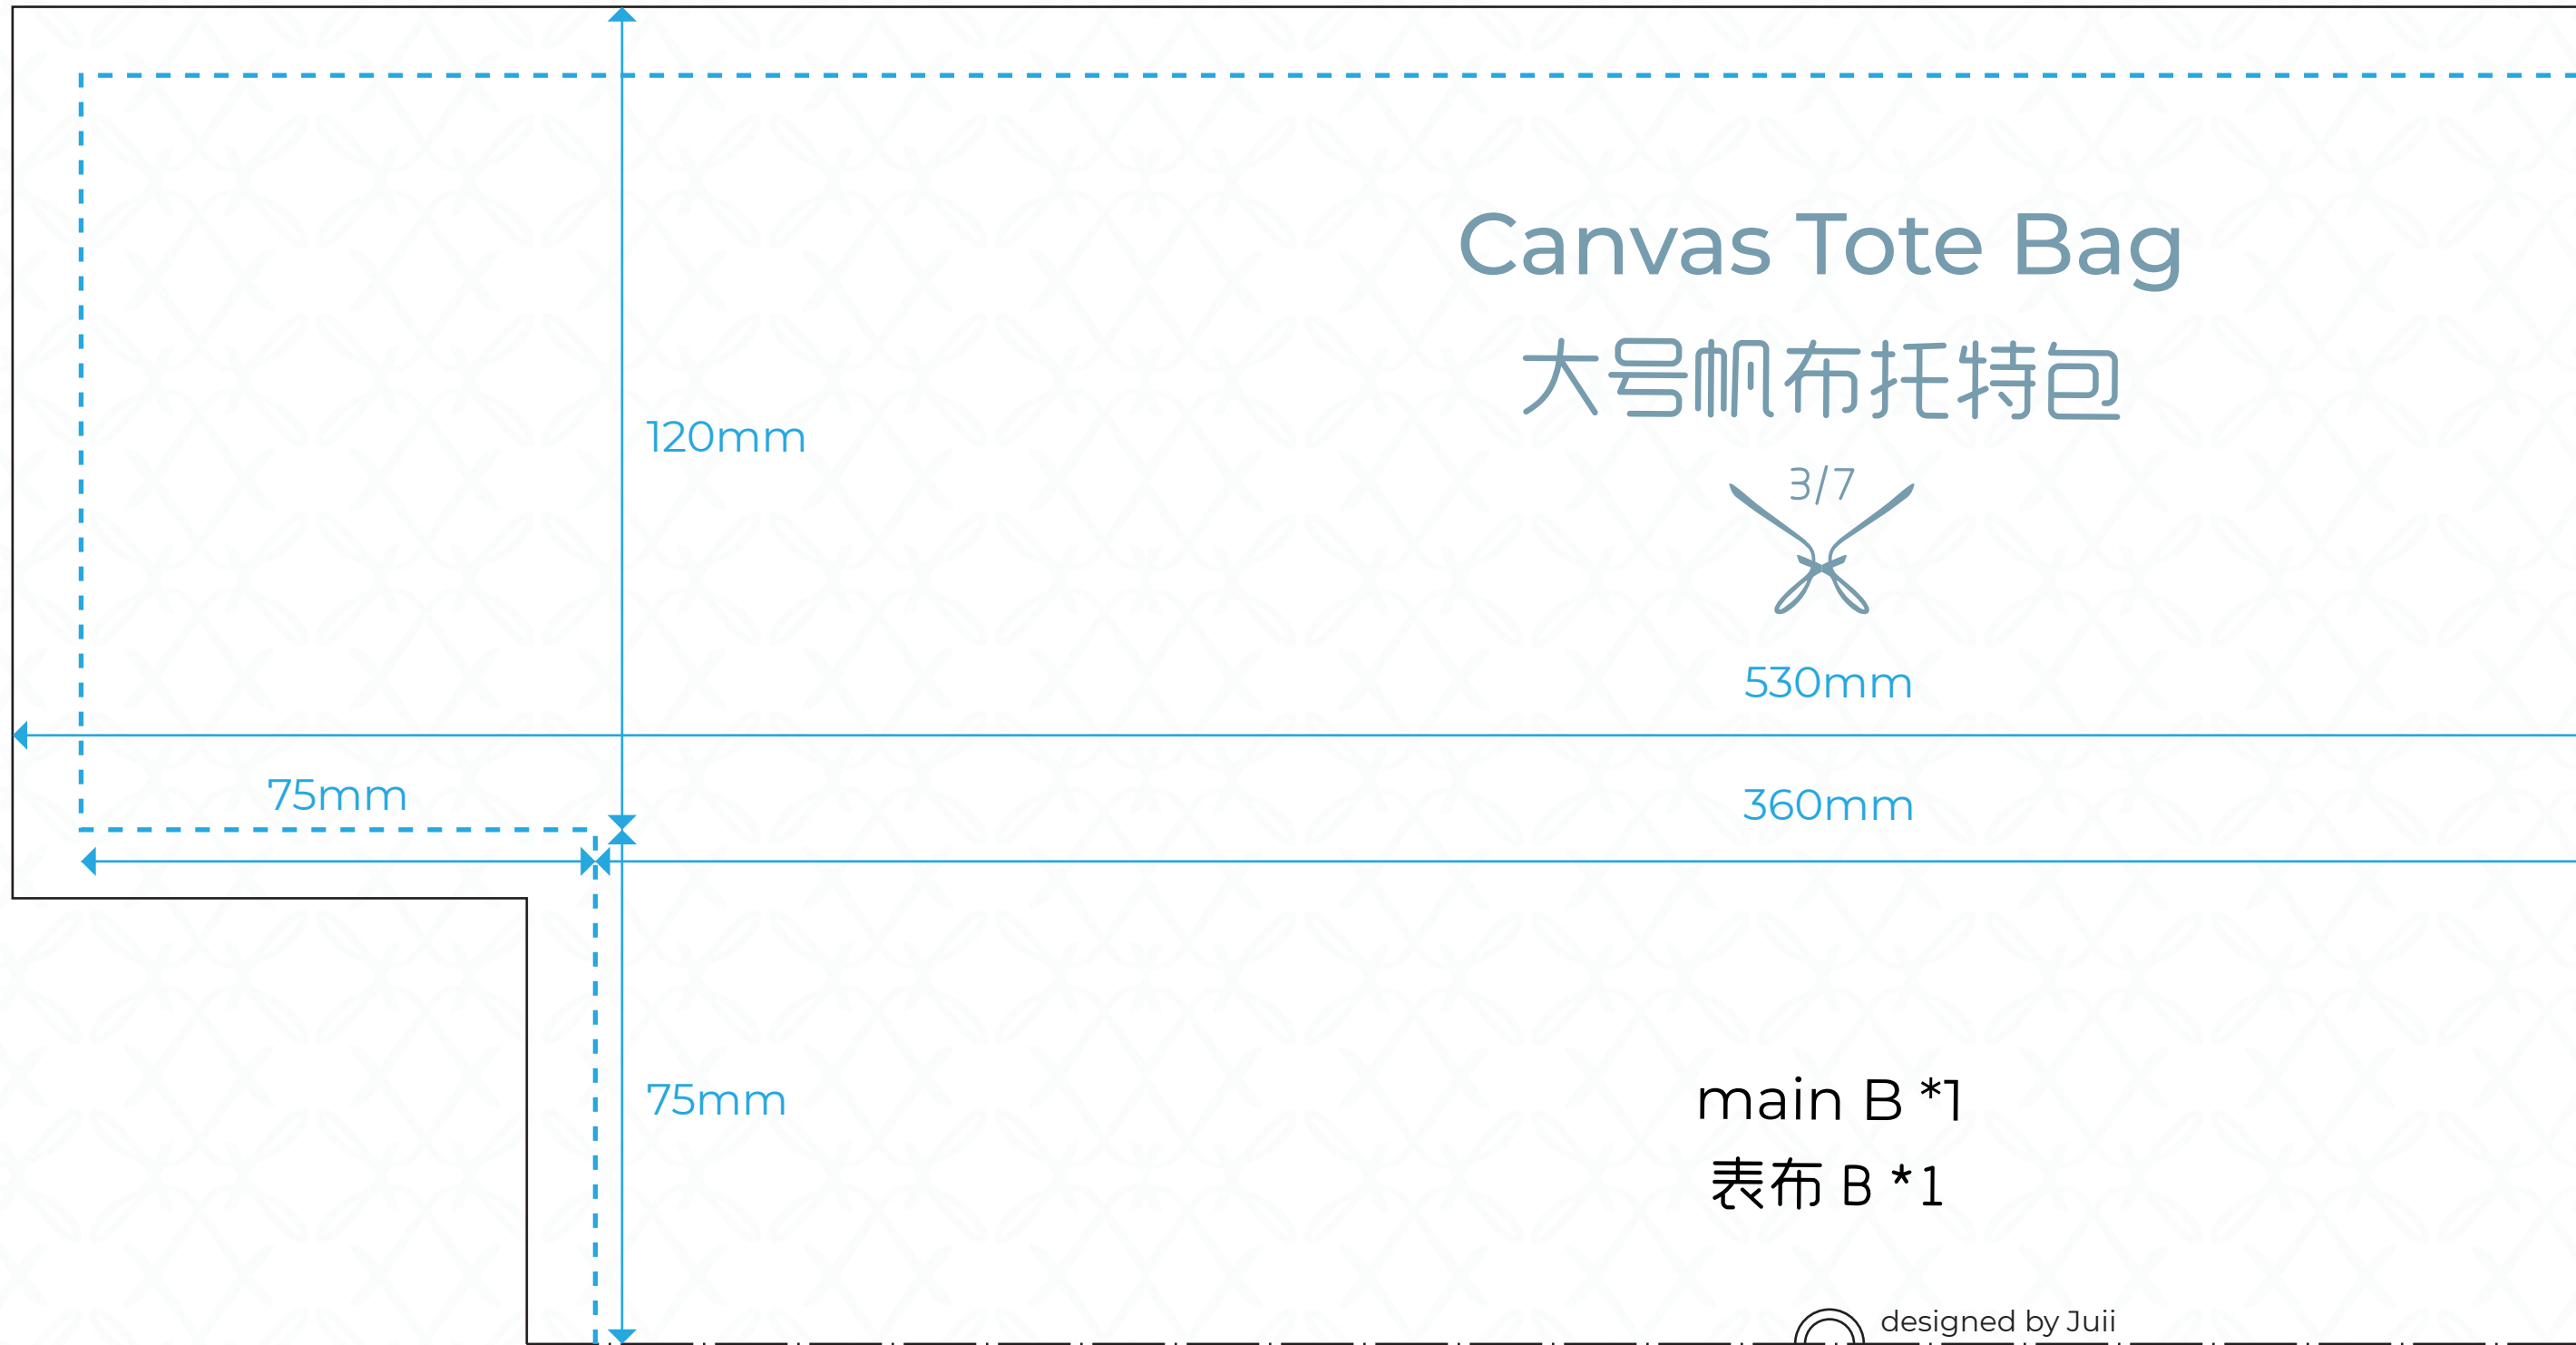 Canvas Tote Bag
大号帆布托特包
3/7
120mm
530mm
75mm
360mm
75mm
main B *1
表布 B *1
designed by Juii